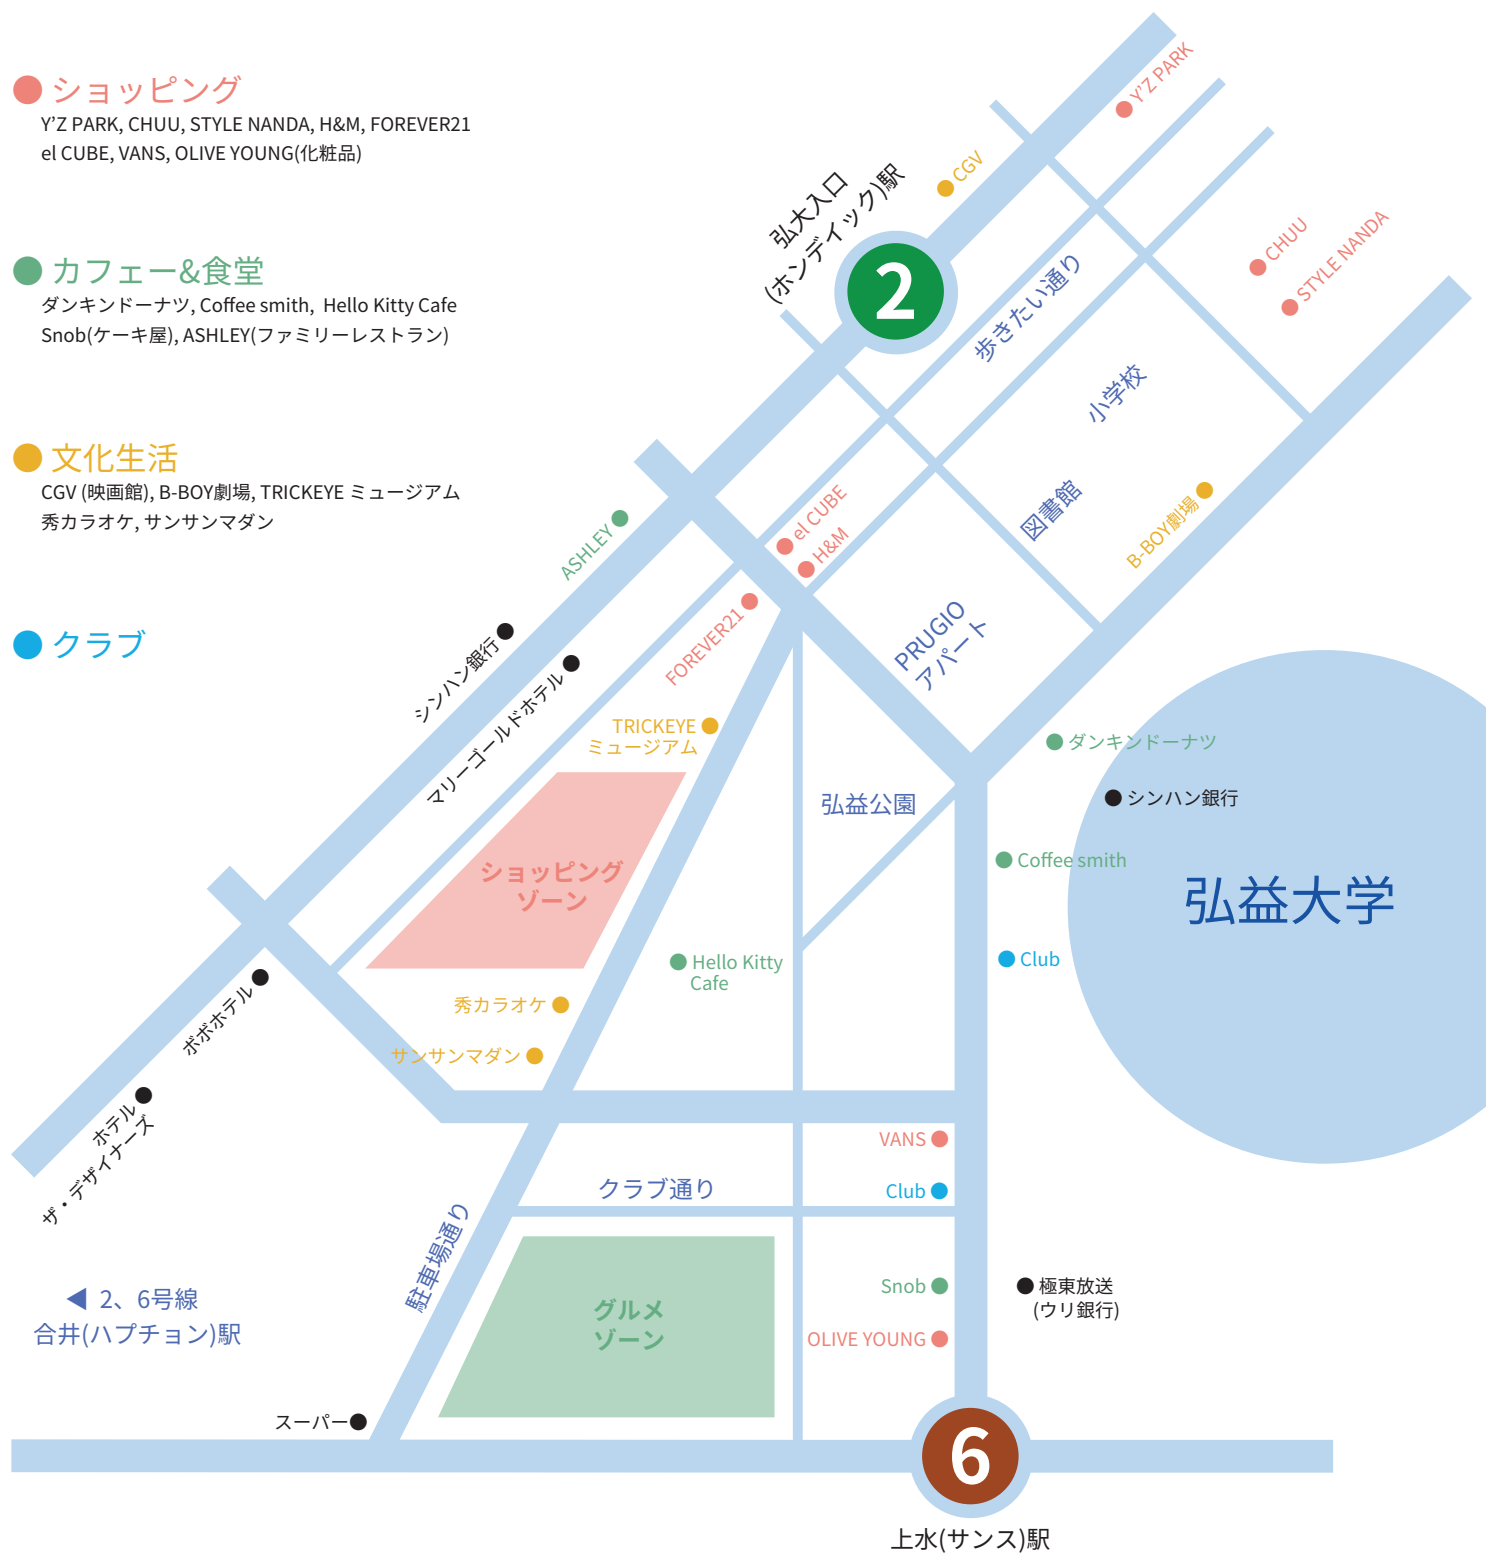 ショッピング
Y’Z PARK, CHUU, STYLE NANDA, H&M, FOREVER21
el CUBE, VANS, OLIVE YOUNG(化粧品)
カフェー&食堂
ダンキンドーナツ, Coffee smith, Hello Kitty Cafe
Snob(ケーキ屋), ASHLEY(ファミリーレストラン)
文化生活
CGV (映画館), B-BOY劇場, TRICKEYE ミュージアム
秀カラオケ, サンサンマダン
クラブ
Y’Z PARK
CGV
弘大入口
(ホンデイック)駅
2
CHUU
STYLE NANDA
歩きたい通り
小学校
図書館
B-BOY劇場
el CUBE
H&M
ASHLEY
FOREVER21
シンハン銀行
マリーゴールドホテル
PRUGIO
アパート
TRICKEYE
ミュージアム
ダンキンドーナツ
シンハン銀行
弘益公園
Coffee smith
弘益大学
ショッピング
ゾーン
Hello Kitty
Cafe
Club
ボボホテル
秀カラオケ
サンサンマダン
ホテル
ザ・デザイナーズ
VANS
Club
クラブ通り
駐車場通り
2、6号線
合井(ハプチョン)駅
グルメ
ゾーン
Snob
極東放送
(ウリ銀行)
OLIVE YOUNG
スーパー
6
上水(サンス)駅